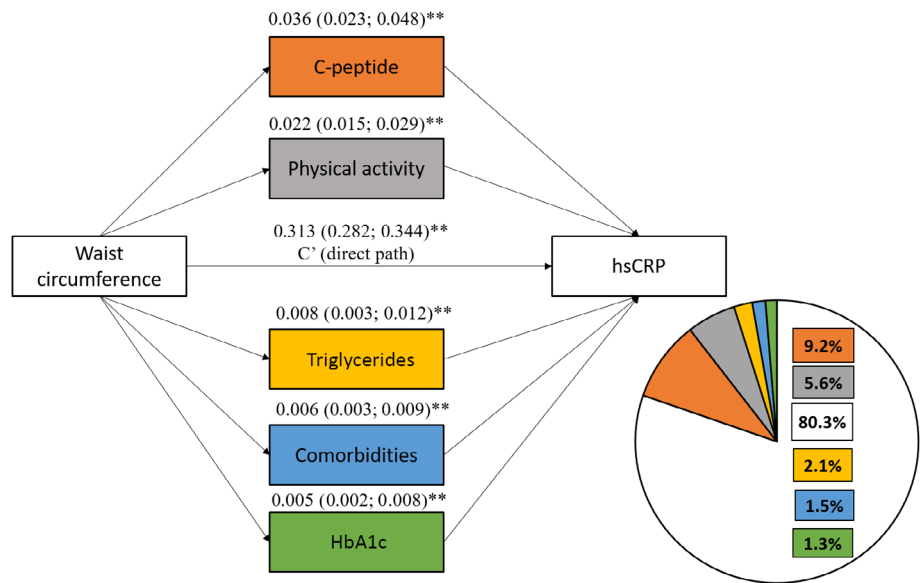 0.036 (0.023; 0.048)**
C-peptide
0.022 (0.015; 0.029)**
Physical activity
0.313 (0.282; 0.344)**
C’ (direct path)
Waist
circumference
hsCRP
0.008 (0.003; 0.012)**
Triglycerides
0.006 (0.003; 0.009)**
Comorbidities
0.005 (0.002; 0.008)**
HbA1c
9.2%
5.6%
80.3%
2.1%
1.5%
1.3%